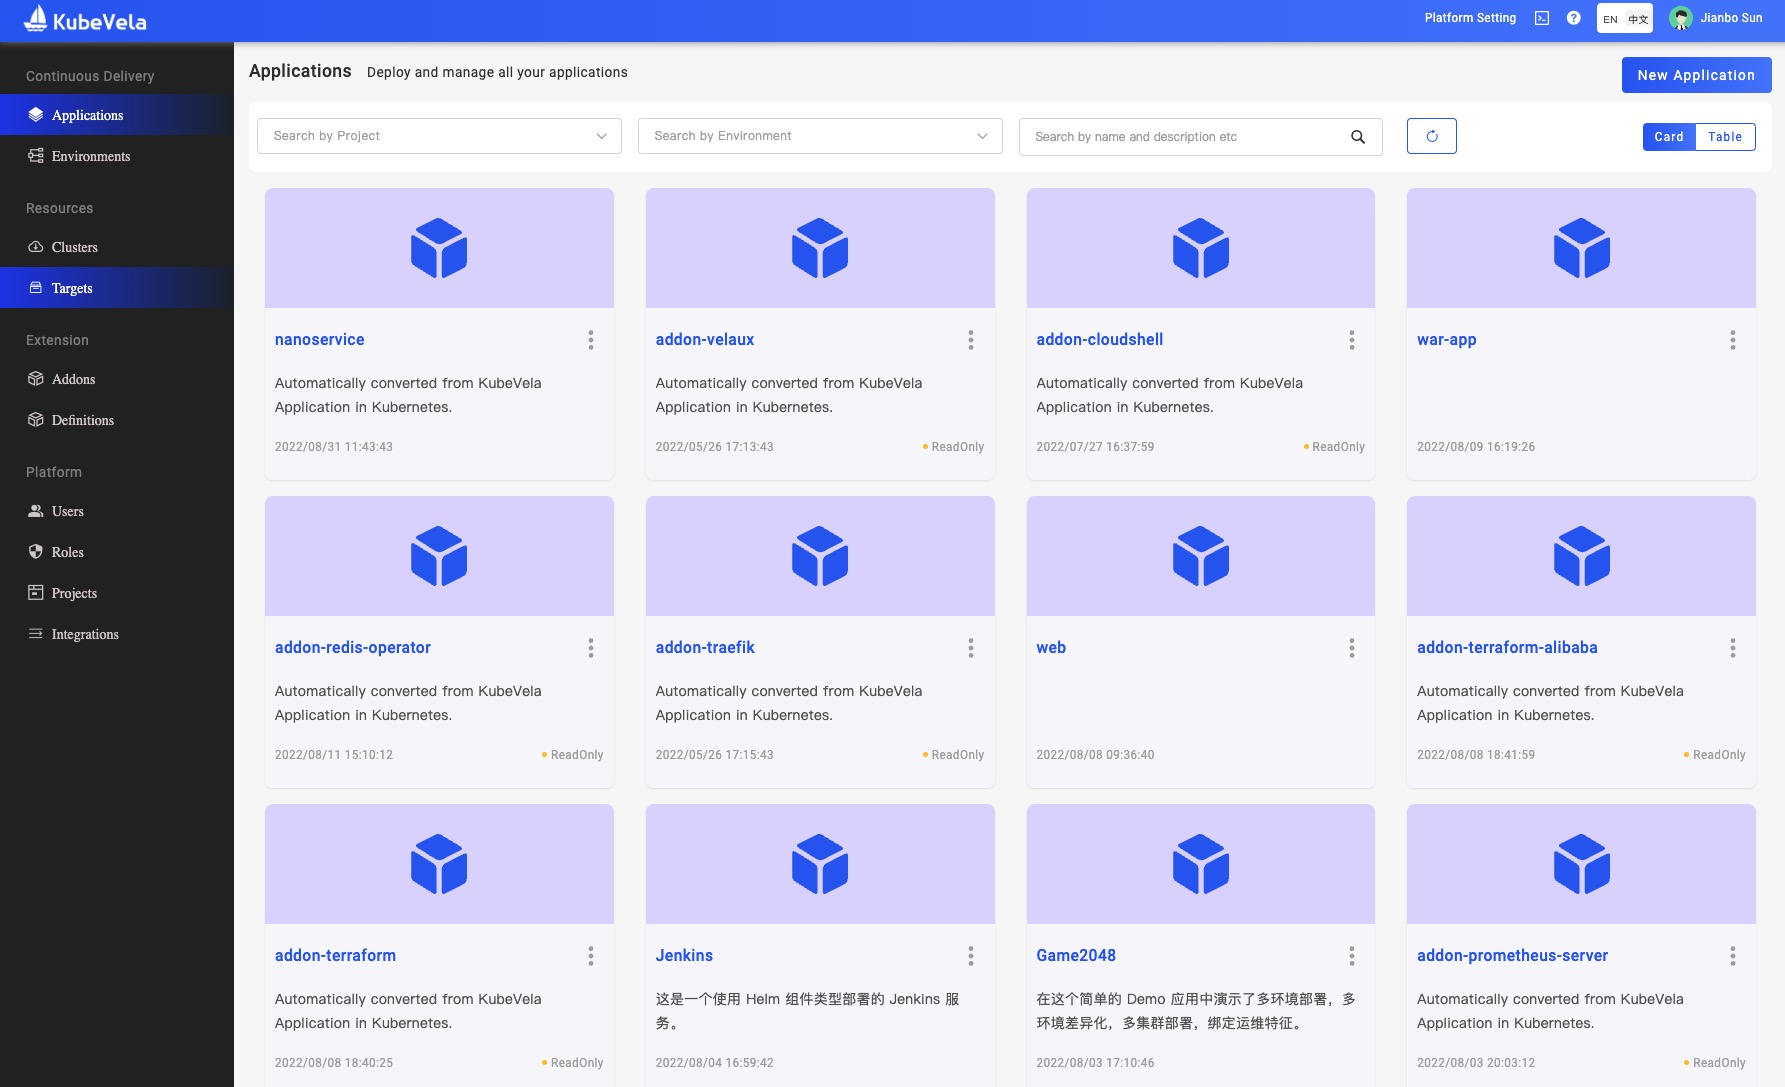 KubeVela
Platform Setting
EN 中文
Jianbo Sun
Continuous Delivery
Applications
Environments
Resources
Clusters
Targets
Extension
Addons
Definitions
Platform
Users
Roles
Projects
Integrations
Applications Deploy and manage all your applications
New Application
Search by Project
Search by Environment
Search by name and description etc
Card Table
nanoservice
Automatically converted from KubeVela
Application in Kubernetes.
2022/08/31 11:43:43
addon-velaux
Automatically converted from KubeVela
Application in Kubernetes.
2022/05/26 17:13:43 ReadOnly
addon-cloudshell
Automatically converted from KubeVela
Application in Kubernetes.
2022/07/27 16:37:59 ReadOnly
war-app
2022/08/09 16:19:26
addon-redis-operator
Automatically converted from KubeVela
Application in Kubernetes.
2022/08/11 15:10:12 ReadOnly
addon-traefik
Automatically converted from KubeVela
Application in Kubernetes.
2022/05/26 17:15:43 ReadOnly
web
2022/08/08 09:36:40
addon-terraform-alibaba
Automatically converted from KubeVela
Application in Kubernetes.
2022/08/08 18:41:59 ReadOnly
addon-terraform
Automatically converted from KubeVela
Application in Kubernetes.
2022/08/08 18:40:25 ReadOnly
Jenkins
这是一个使用 Helm 组件类型部署的 Jenkins 服
务。
2022/08/04 16:59:42
Game2048
在这个简单的 Demo 应用中演示了多环境部署，多
环境差异化，多集群部署，绑定运维特征。
2022/08/03 17:10:46
addon-prometheus-server
Automatically converted from KubeVela
Application in Kubernetes.
2022/08/03 20:03:12 ReadOnly